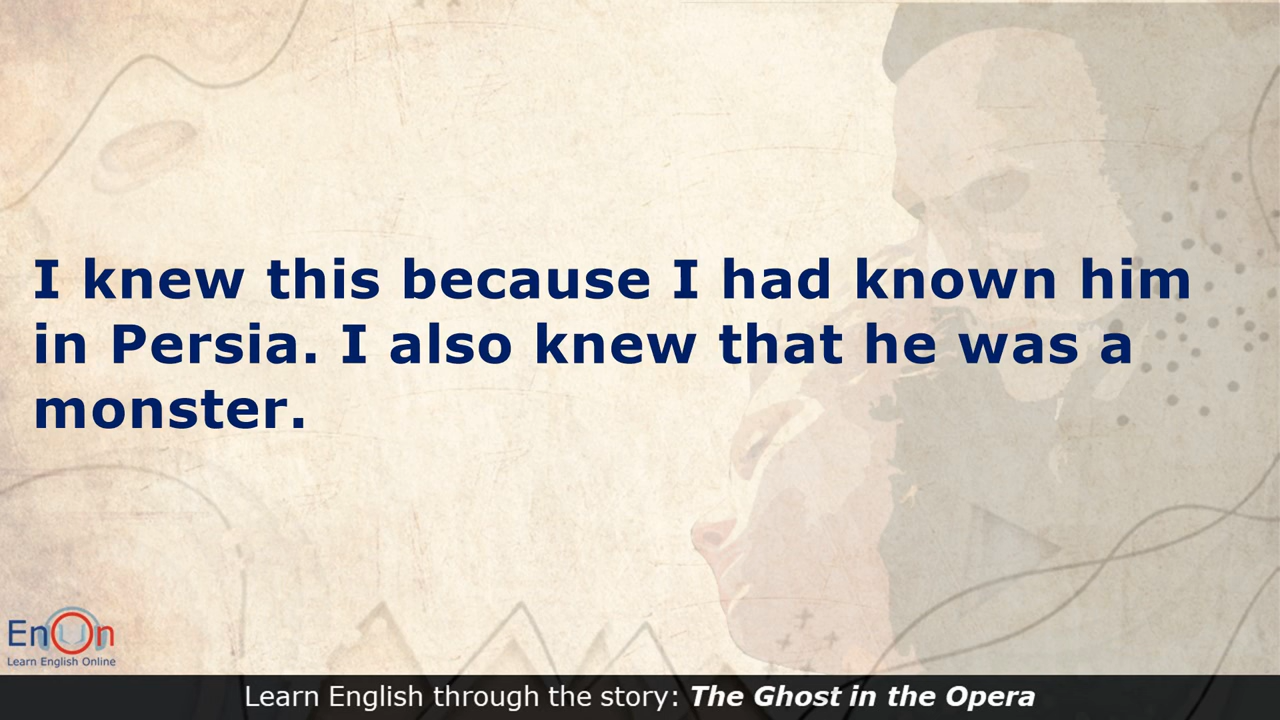 I knew this because I had known him
in Persia. I also knew that he was a
monster.
EnOn
Learn English Online
Learn English through the story: The Ghost in the Opera